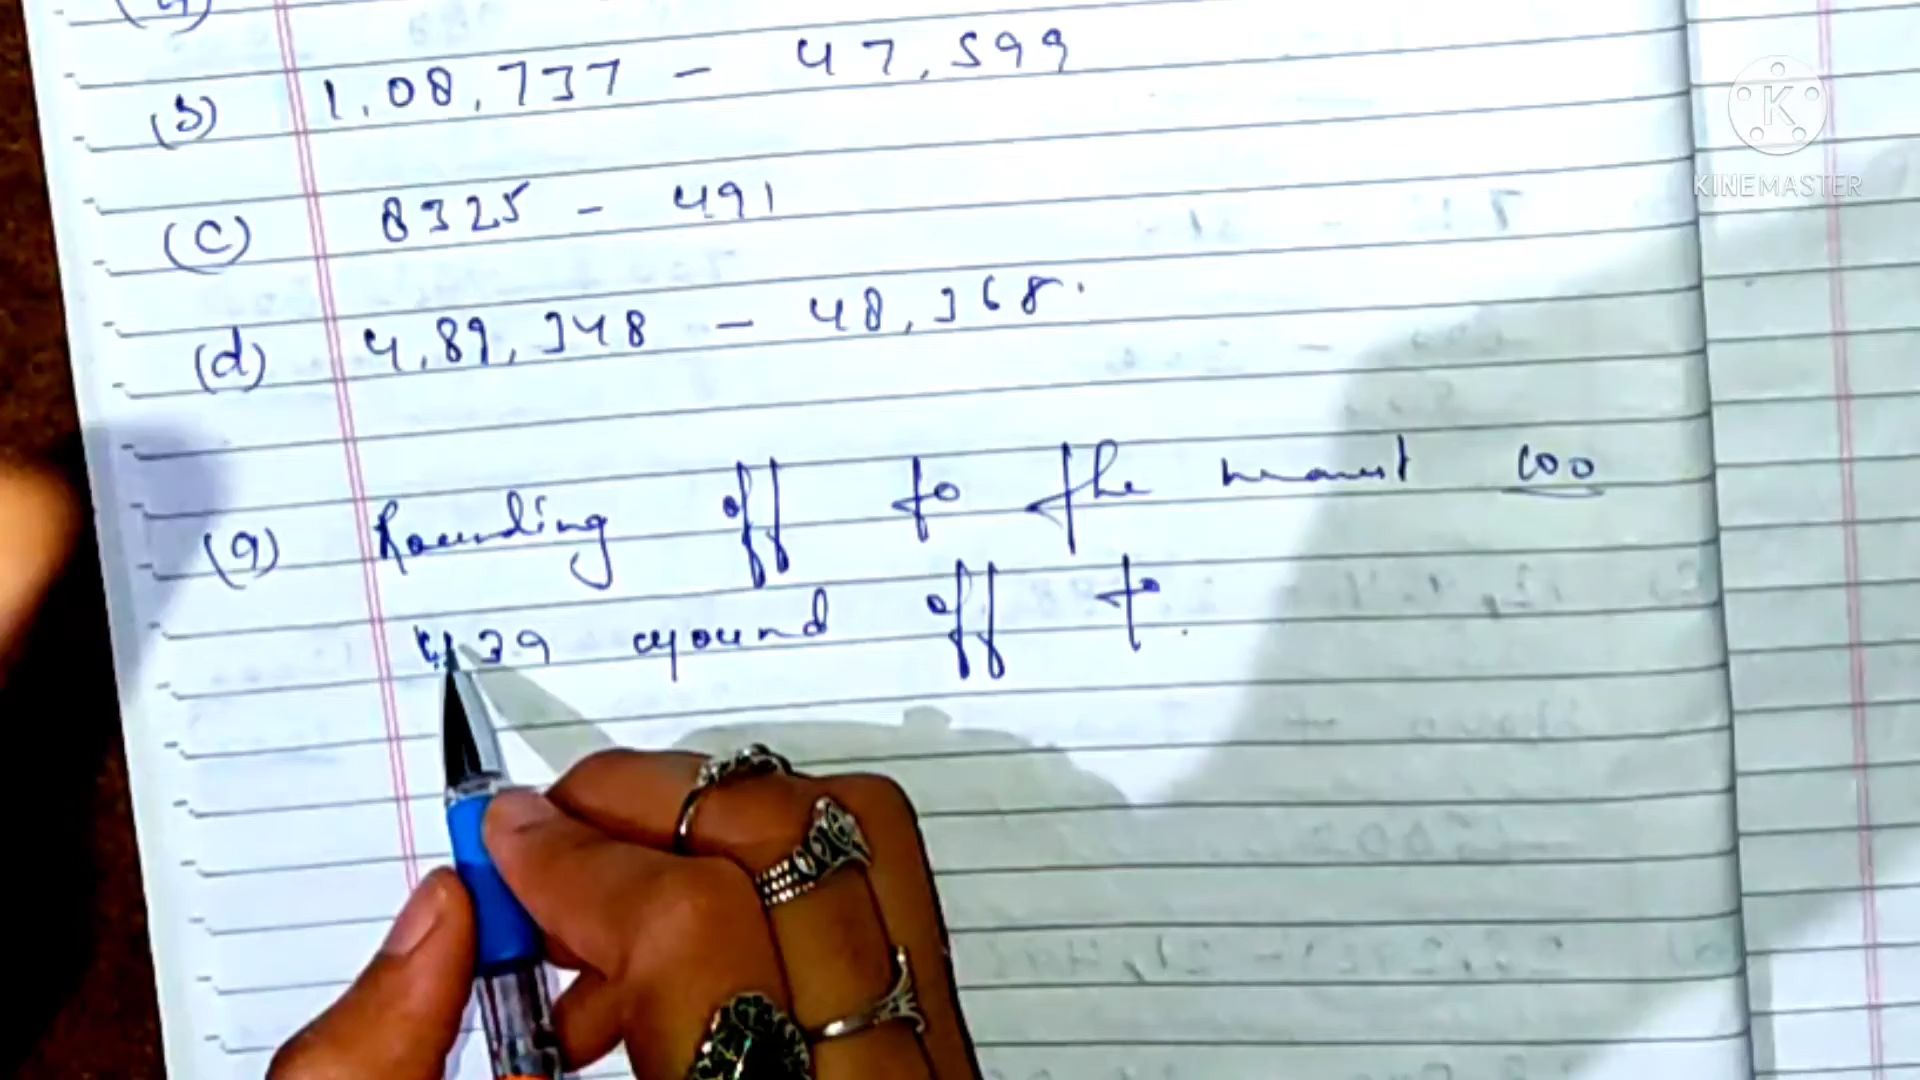 (b) 1,08,737 - 47,599
(c) 8325 - 491
(d) 4,89,348 - 48,368.
(a) Rounding off to the nearest 100
439 round off to.
K
KINEMASTER